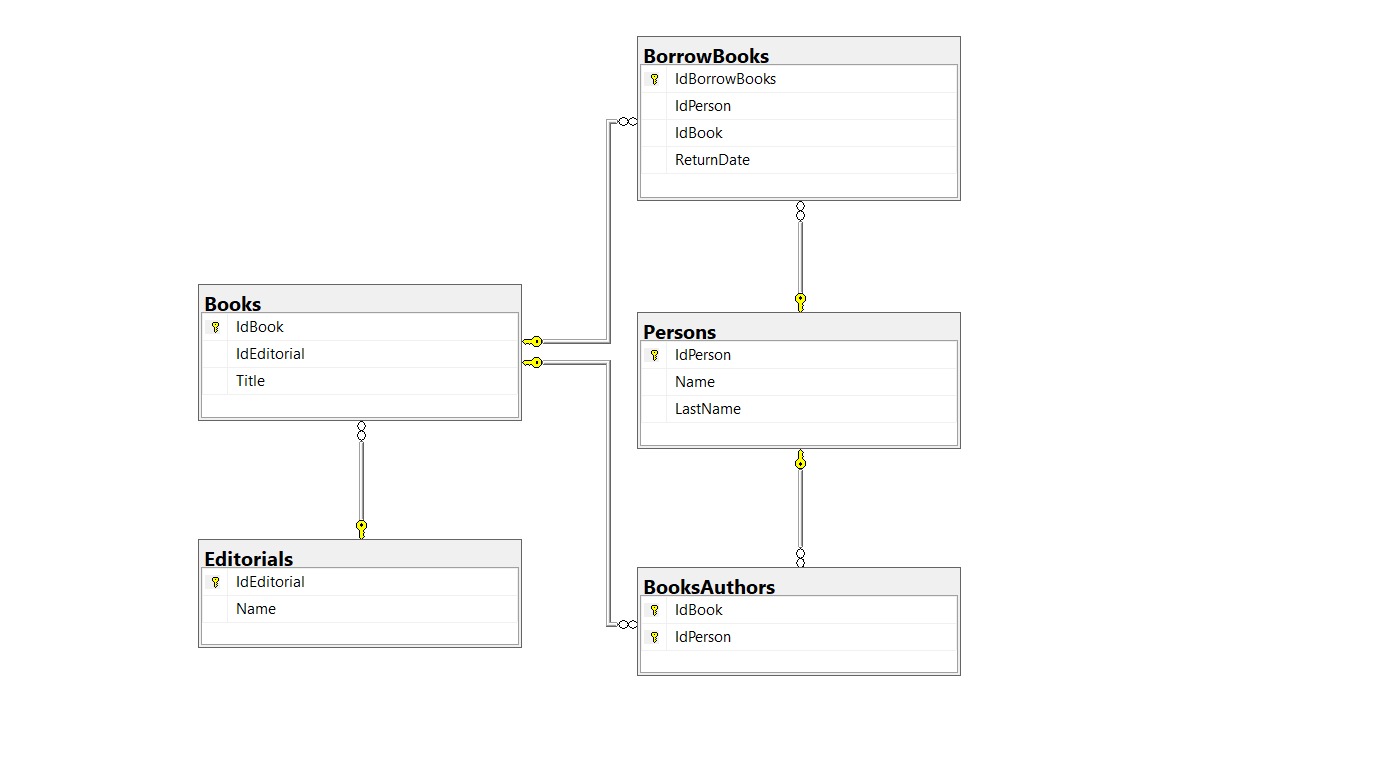 BorrowBooks
IdBorrowBooks
IdPerson
IdBook
ReturnDate
Books
IdBook
IdEditorial
Title
Persons
IdPerson
Name
LastName
Editorials
IdEditorial
Name
BooksAuthors
IdBook
IdPerson